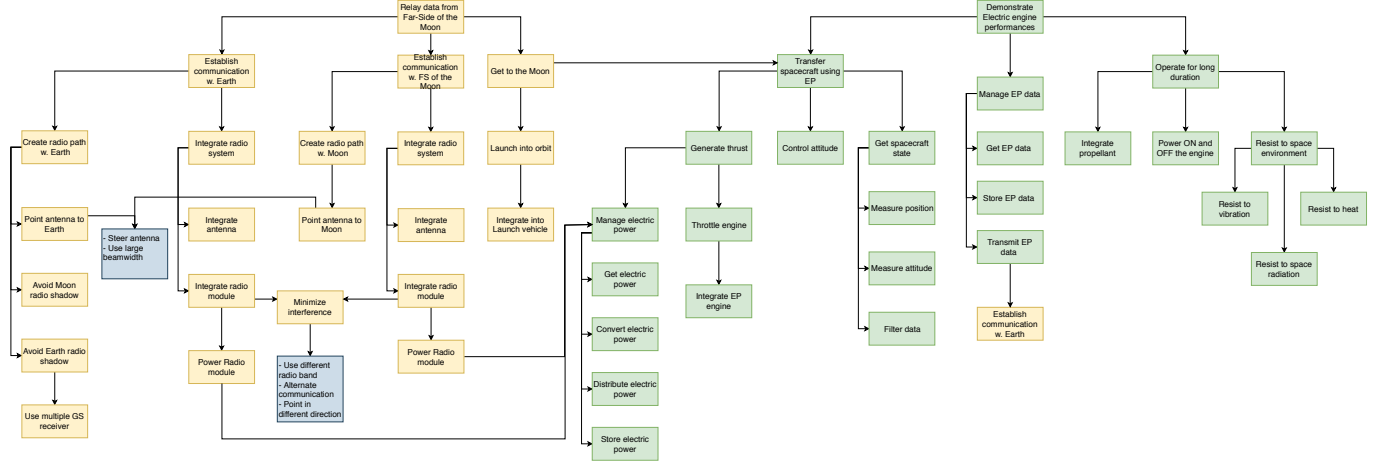 Relay data from
Far-Side of the
Moon
Demonstrate
Electric engine
performances
Establish
communication
w. Earth
Establish
communication
w. FS of the
Moon
Get to the Moon
Transfer
spacecraft using
EP
Manage EP data
Operate for long
duration
Create radio path
w. Earth
Integrate radio
system
Create radio path
w. Moon
Integrate radio
system
Launch into orbit
Generate thrust
Control attitude
Get spacecraft
state
Get EP data
Integrate
propellant
Power ON and
OFF the engine
Resist to space
environment
Point antenna to
Earth
- Steer antenna
- Use large
beamwidth
Integrate
antenna
Point antenna to
Moon
Integrate
antenna
Integrate into
Launch vehicle
Manage electric
power
Throttle engine
Measure position
Store EP data
Resist to
vibration
Resist to heat
Transmit EP
data
Avoid Moon
radio shadow
Integrate radio
module
Minimize
interference
Integrate radio
module
Get electric
power
Integrate EP
engine
Measure attitude
Resist to space
radiation
Avoid Earth radio
shadow
Power Radio
module
- Use different
radio band
- Alternate
communication
- Point in
different direction
Power Radio
module
Convert electric
power
Filter data
Establish
communication
w. Earth
Use multiple GS
receiver
Distribute electric
power
Store electric
power